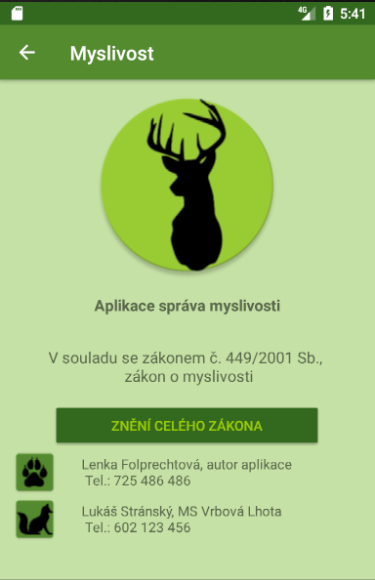 4G 5:41
Myslivost
Aplikace správa myslivosti
V souladu se zákonem č. 449/2001 Sb.,
zákon o myslivosti
ZNĚNÍ CELÉHO ZÁKONA
Lenka Folprechtová, autor aplikace
Tel.: 725 486 486
Lukáš Stránský, MS Vrbová Lhota
Tel.: 602 123 456